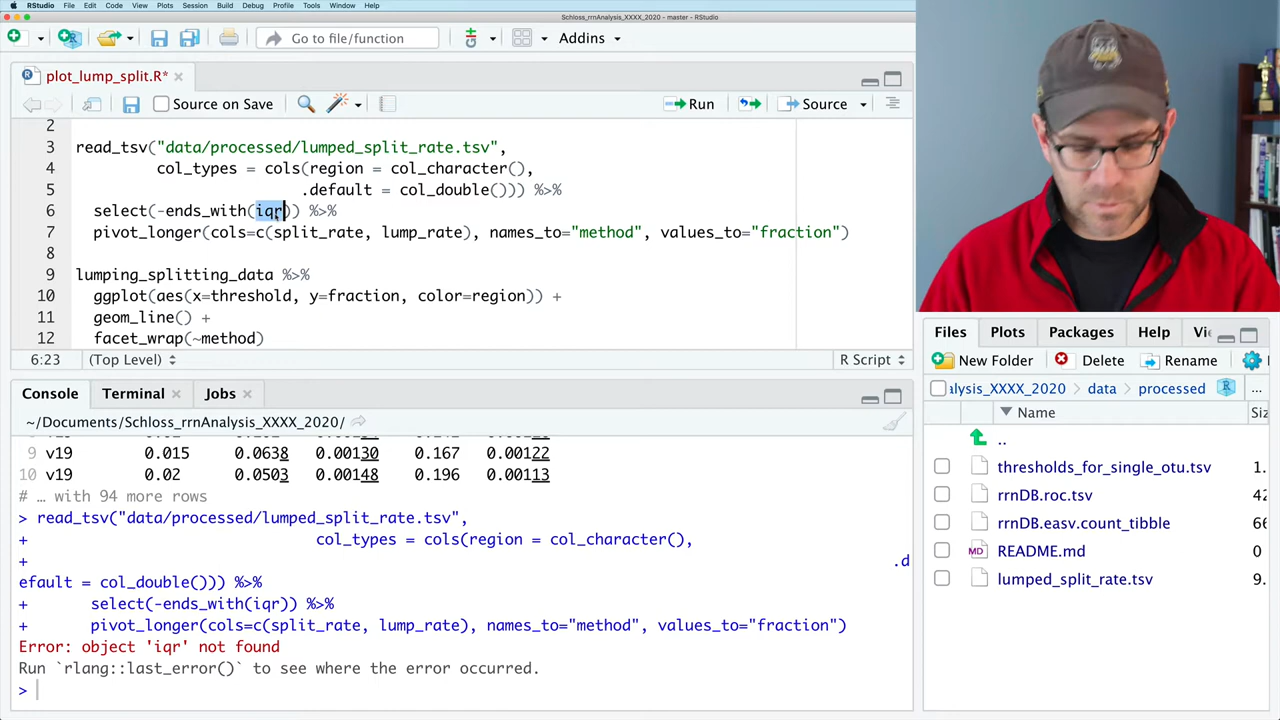 RStudio File Edit Code View Plots Session Build Debug Profile Tools Window Help
Schloss_rrnAnalysis_XXXX_2020 - master - RStudio
Go to file/function Addins
plot_lump_split.R*
Source on Save Run Source
2
3 read_tsv("data/processed/lumped_split_rate.tsv",
4 col_types = cols(region = col_character(),
5 .default = col_double())) %>%
6 select(-ends_with(iqr)) %>%
7 pivot_longer(cols=c(split_rate, lump_rate), names_to="method", values_to="fraction")
8
9 lumping_splitting_data %>%
10 ggplot(aes(x=threshold, y=fraction, color=region)) +
11 geom_line() +
12 facet_wrap(~method)
6:23 (Top Level) R Script
Console Terminal Jobs
~/Documents/Schloss_rrnAnalysis_XXXX_2020/
9 v19 0.015 0.0638 0.00130 0.167 0.00122
10 v19 0.02 0.0503 0.00148 0.196 0.00113
# … with 94 more rows
> read_tsv("data/processed/lumped_split_rate.tsv",
+ col_types = cols(region = col_character(),
+ .d
efault = col_double())) %>%
+ select(-ends_with(iqr)) %>%
+ pivot_longer(cols=c(split_rate, lump_rate), names_to="method", values_to="fraction")
Error: object 'iqr' not found
Run `rlang::last_error()` to see where the error occurred.
>
Files Plots Packages Help Vi
New Folder Delete Rename
alysis_XXXX_2020 data processed ...
Name Siz
..
thresholds_for_single_otu.tsv 1.
rrnDB.roc.tsv 42
rrnDB.easv.count_tibble 66
MD README.md 0
lumped_split_rate.tsv 9.